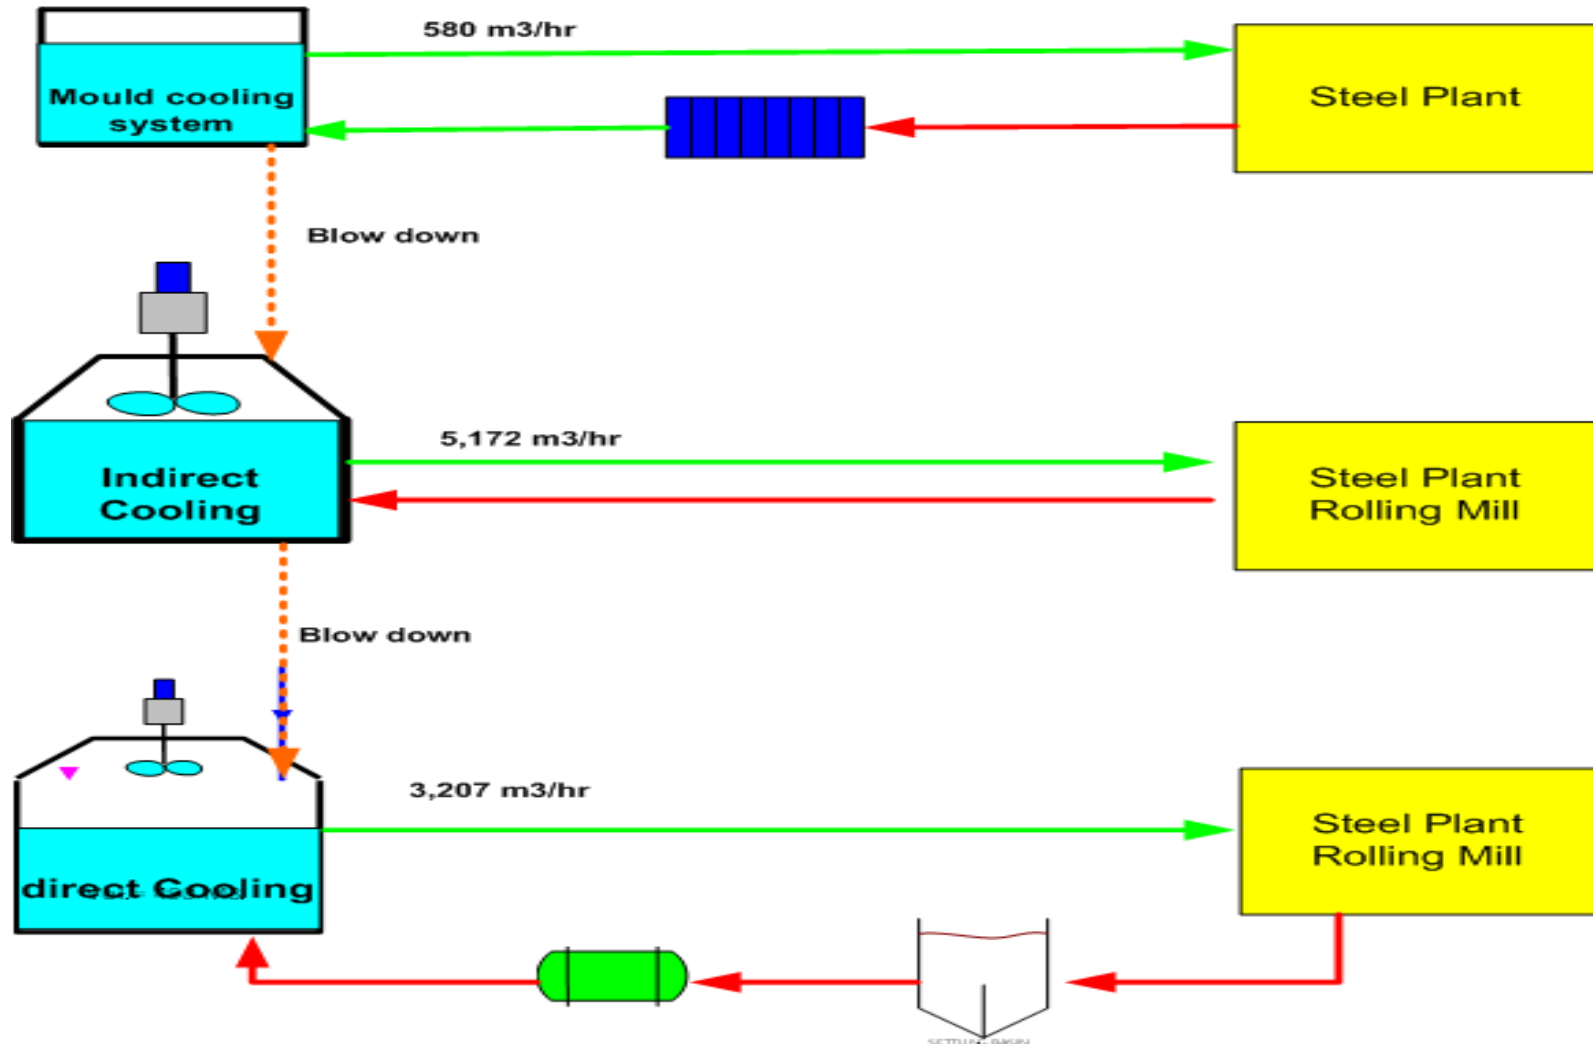 580 m3/hr
Mould cooling
system
Steel Plant
Blow down
5,172 m3/hr
Indirect
Cooling
Steel Plant
Rolling Mill
Blow down
3,207 m3/hr
direct Cooling
Steel Plant
Rolling Mill